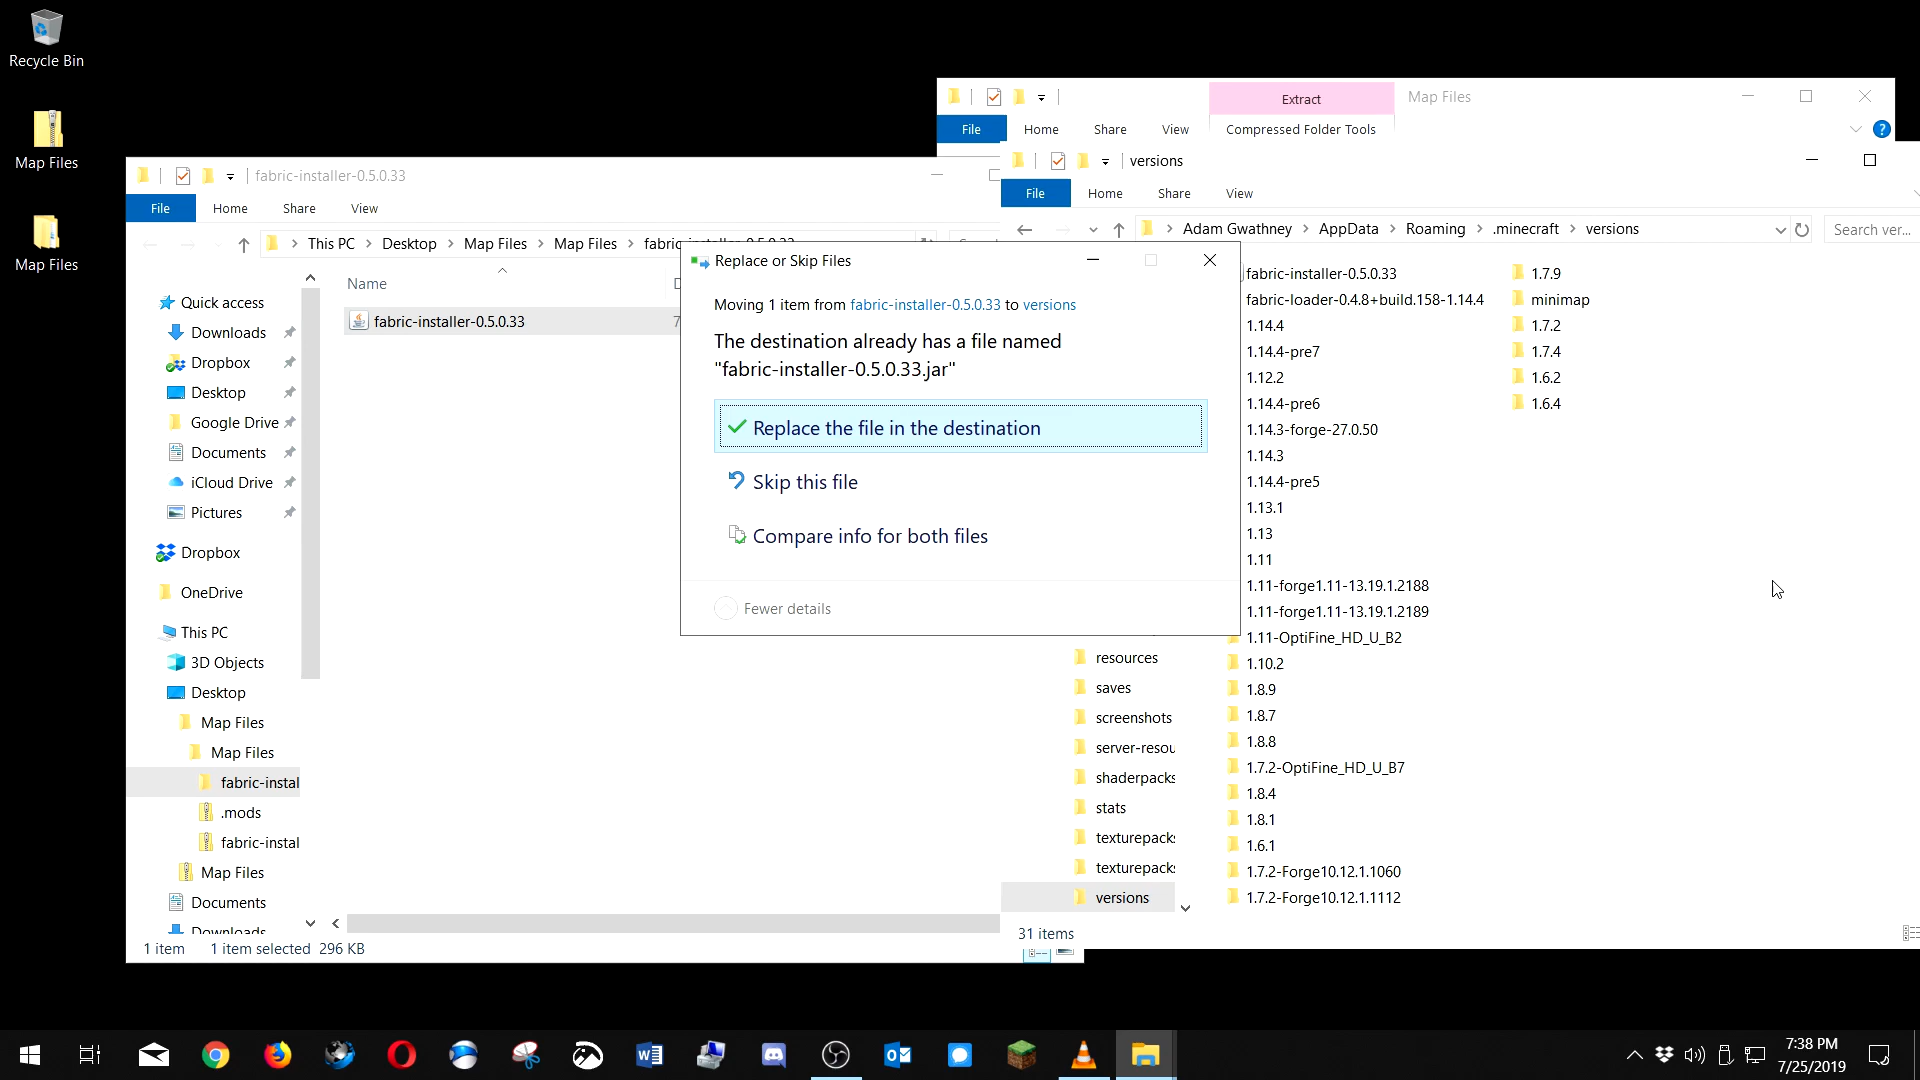 Recycle Bin
Map Files
Map Files
Extract
Map Files
File
Home
Share
View
Compressed Folder Tools
fabric-installer-0.5.0.33
File
Home
Share
View
This PC
Desktop
Map Files
Map Files
Name
Quick access
Downloads
Dropbox
Desktop
Google Drive
Documents
iCloud Drive
Pictures
Dropbox
OneDrive
This PC
3D Objects
Desktop
Map Files
Map Files
fabric-instal
.mods
fabric-instal
Map Files
Documents
Downloads
fabric-installer-0.5.0.33
1 item
1 item selected 296 KB
Replace or Skip Files
Moving 1 item from fabric-installer-0.5.0.33 to versions
The destination already has a file named
"fabric-installer-0.5.0.33.jar"
Replace the file in the destination
Skip this file
Compare info for both files
Fewer details
versions
File
Home
Share
View
Adam Gwathney
AppData
Roaming
.minecraft
versions
Search ver...
resources
saves
screenshots
server-resou
shaderpacks
stats
texturepacks
texturepacks
versions
fabric-installer-0.5.0.33
fabric-loader-0.4.8+build.158-1.14.4
1.14.4
1.14.4-pre7
1.12.2
1.14.4-pre6
1.14.3-forge-27.0.50
1.14.3
1.14.4-pre5
1.13.1
1.13
1.11
1.11-forge1.11-13.19.1.2188
1.11-forge1.11-13.19.1.2189
1.11-OptiFine_HD_U_B2
1.10.2
1.8.9
1.8.7
1.8.8
1.7.2-OptiFine_HD_U_B7
1.8.4
1.8.1
1.6.1
1.7.2-Forge10.12.1.1060
1.7.2-Forge10.12.1.1112
1.7.9
minimap
1.7.2
1.7.4
1.6.2
1.6.4
31 items
7:38 PM
7/25/2019